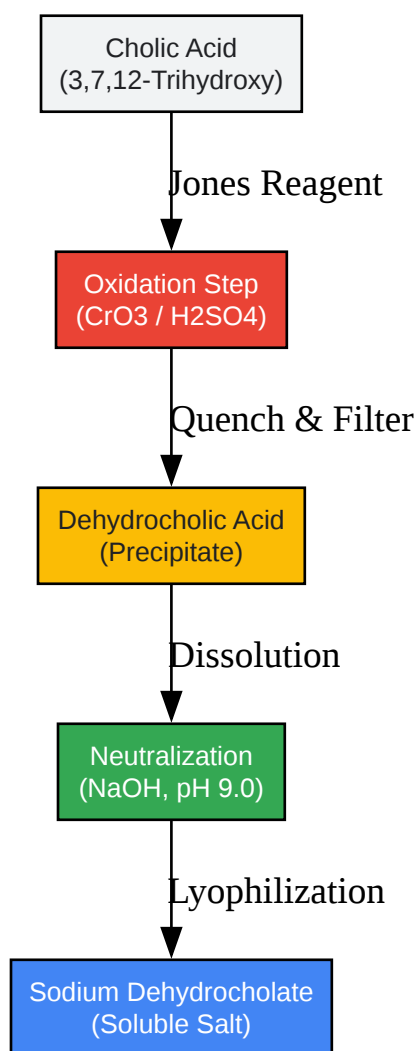 Cholic Acid
(3,7,12-Trihydroxy)
Jones Reagent
Oxidation Step
(CrO3 / H2SO4)
Quench & Filter
Dehydrocholic Acid
(Precipitate)
Dissolution
Neutralization
(NaOH, pH 9.0)
Lyophilization
Sodium Dehydrocholate
(Soluble Salt)